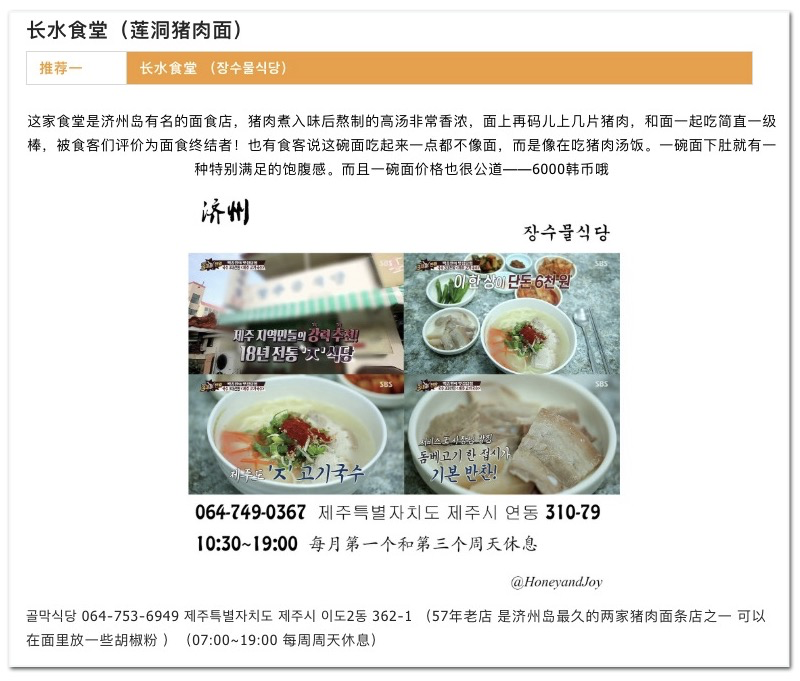 长水食堂（莲洞猪肉面）
推荐一
长水食堂 （장수물식당）
这家食堂是济州岛有名的面食店，猪肉煮入味后熬制的高汤非常香浓，面上再码儿上几片猪肉，和面一起吃简直一级
棒，被食客们评价为面食终结者！也有食客说这碗面吃起来一点都不像面，而是像在吃猪肉汤饭。一碗面下肚就有一
种特别满足的饱腹感。而且一碗面价格也很公道——6000韩币哦
济州
장수물식당
SBS
제주 지역민들의 강력추천!
18년 전통 'ㅈ' 식당
SBS
이 한 상이 단돈 6천원
SBS
제주도 'ㅈ' 고기국수
SBS
돔베고기 한 접시가
기본 반찬!
064-749-0367 제주특별자치도 제주시 연동 310-79
10:30~19:00 每月第一个和第三个周天休息
@HoneyandJoy
골막식당 064-753-6949 제주특별자치도 제주시 이도2동 362-1 （57年老店 是济州岛最久的两家猪肉面条店之一 可以
在面里放一些胡椒粉 ）（07:00~19:00 每周周天休息）